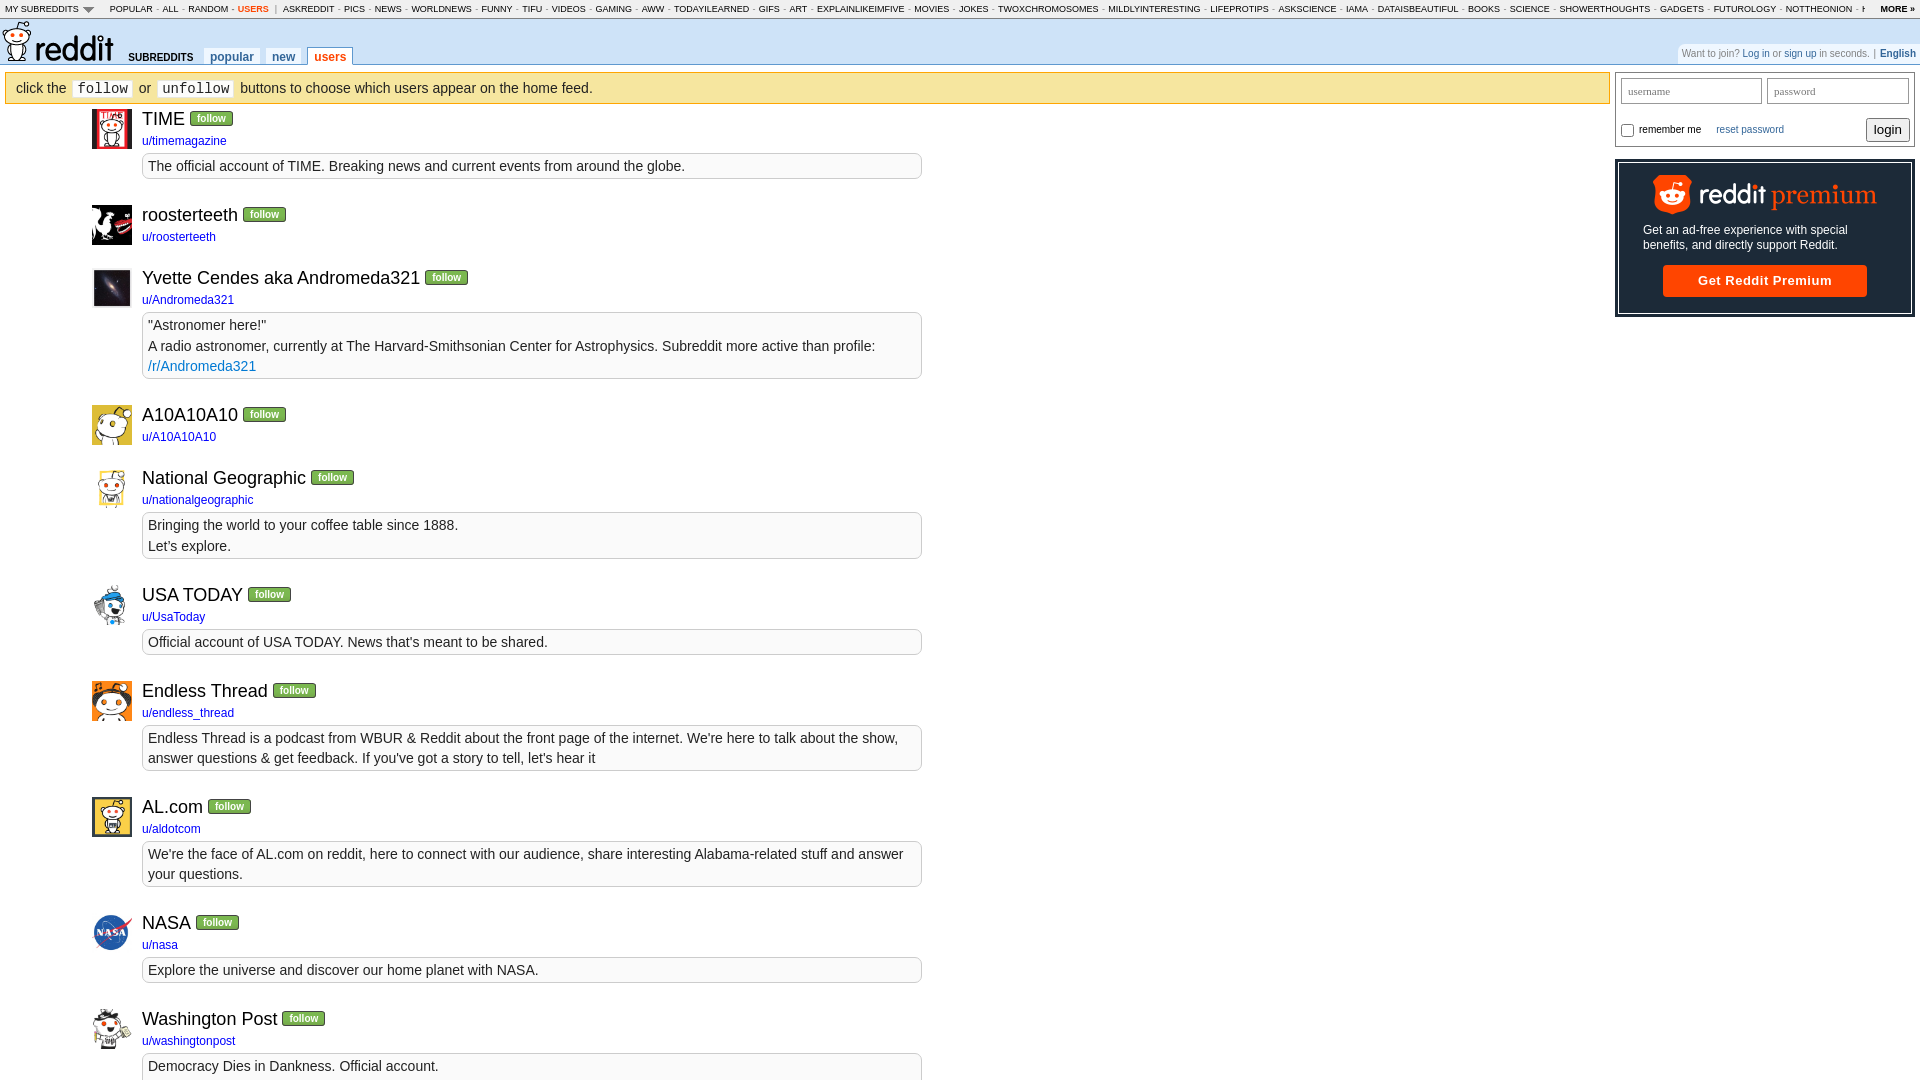 MY SUBREDDITS POPULAR - ALL - RANDOM - USERS | ASKREDDIT - PICS - NEWS - WORLDNEWS - FUNNY - TIFU - VIDEOS - GAMING - AWW - TODAYILEARNED - GIFS - ART - EXPLAINLIKEIMFIVE - MOVIES - JOKES - TWOXCHROMOSOMES - MILDLYINTERESTING - LIFEPROTIPS - ASKSCIENCE - IAMA - DATAISBEAUTIFUL - BOOKS - SCIENCE - SHOWERTHOUGHTS - GADGETS - FUTUROLOGY - NOTTHEONION - MORE »
reddit SUBREDDITS popular new users
Want to join? Log in or sign up in seconds. | English
click the follow or unfollow buttons to choose which users appear on the home feed.
username password
remember me reset password login
reddit premium
Get an ad-free experience with special
benefits, and directly support Reddit.
Get Reddit Premium
TIME follow
u/timemagazine
The official account of TIME. Breaking news and current events from around the globe.
roosterteeth follow
u/roosterteeth
Yvette Cendes aka Andromeda321 follow
u/Andromeda321
"Astronomer here!"
A radio astronomer, currently at The Harvard-Smithsonian Center for Astrophysics. Subreddit more active than profile:
/r/Andromeda321
A10A10A10 follow
u/A10A10A10
National Geographic follow
u/nationalgeographic
Bringing the world to your coffee table since 1888.
Let’s explore.
USA TODAY follow
u/UsaToday
Official account of USA TODAY. News that's meant to be shared.
Endless Thread follow
u/endless_thread
Endless Thread is a podcast from WBUR & Reddit about the front page of the internet. We're here to talk about the show,
answer questions & get feedback. If you've got a story to tell, let's hear it
AL.com follow
u/aldotcom
We're the face of AL.com on reddit, here to connect with our audience, share interesting Alabama-related stuff and answer
your questions.
NASA
NASA follow
u/nasa
Explore the universe and discover our home planet with NASA.
Washington Post follow
u/washingtonpost
Democracy Dies in Dankness. Official account.